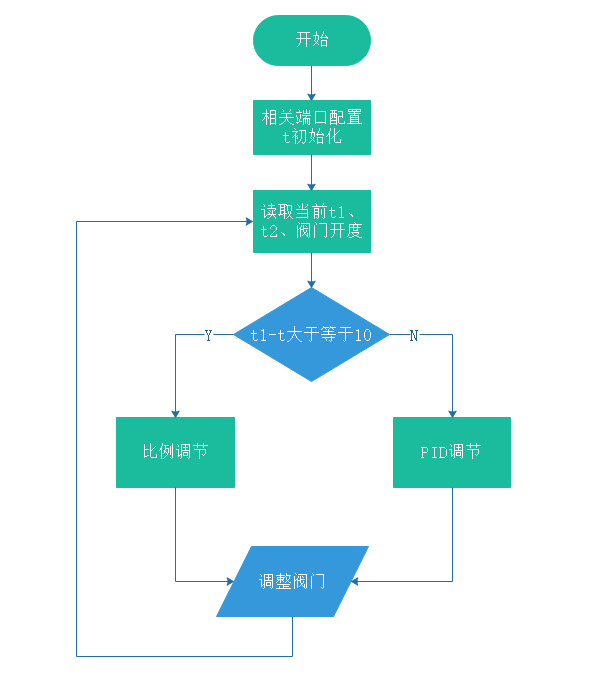 开始
相关端口配置
t初始化
读取当前t1、
t2、阀门开度
t1-t大于等于10
Y
N
比例调节
PID调节
调整阀门